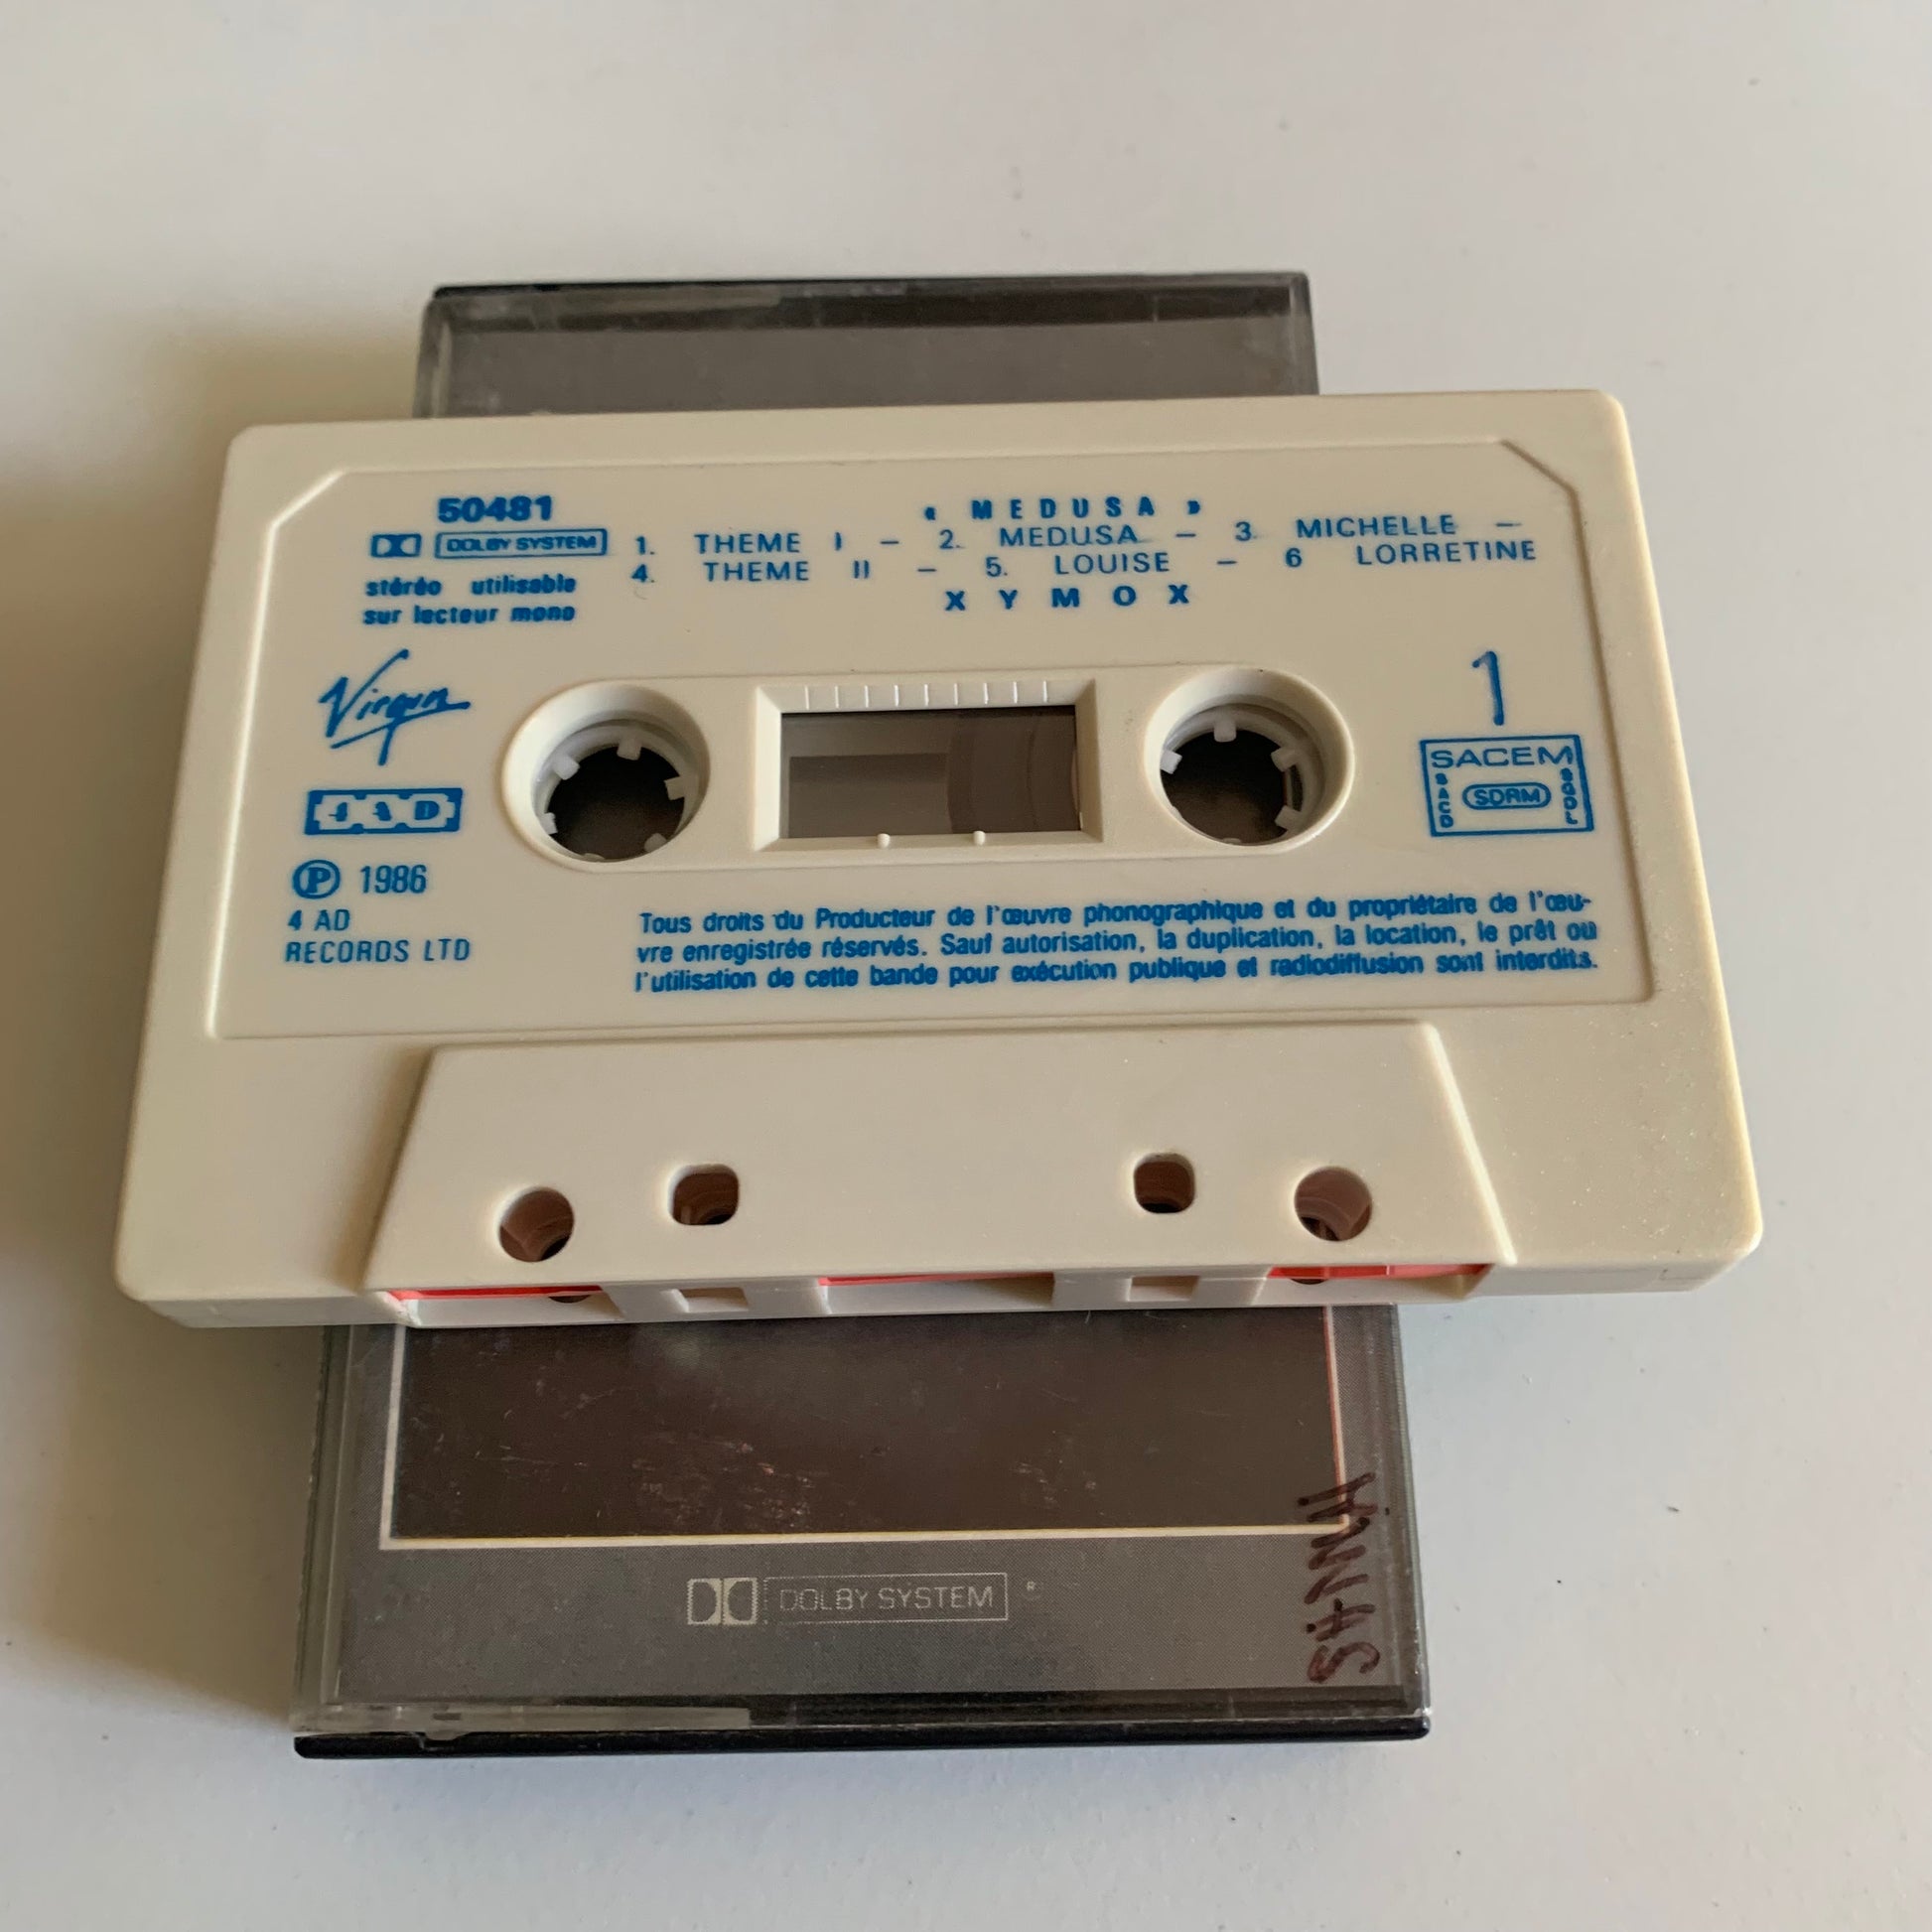 50481
DOLBY SYSTEM
stéréo utilisable
sur lecteur mono
« MEDUSA »
1. THEME I – 2. MEDUSA – 3. MICHELLE –
4. THEME II – 5. LOUISE – 6 LORRETINE
XYMOX
Virgin
4AD
1
SACEM
SACD
SDRM
SGDL
Ⓟ 1986
4 AD
RECORDS LTD
Tous droits du Producteur de l'œuvre phonographique et du propriétaire de l'œu-
vre enregistrée réservés. Sauf autorisation, la duplication, la location, le prêt ou
l'utilisation de cette bande pour exécution publique et radiodiffusion sont interdits.
DOLBY SYSTEM ®